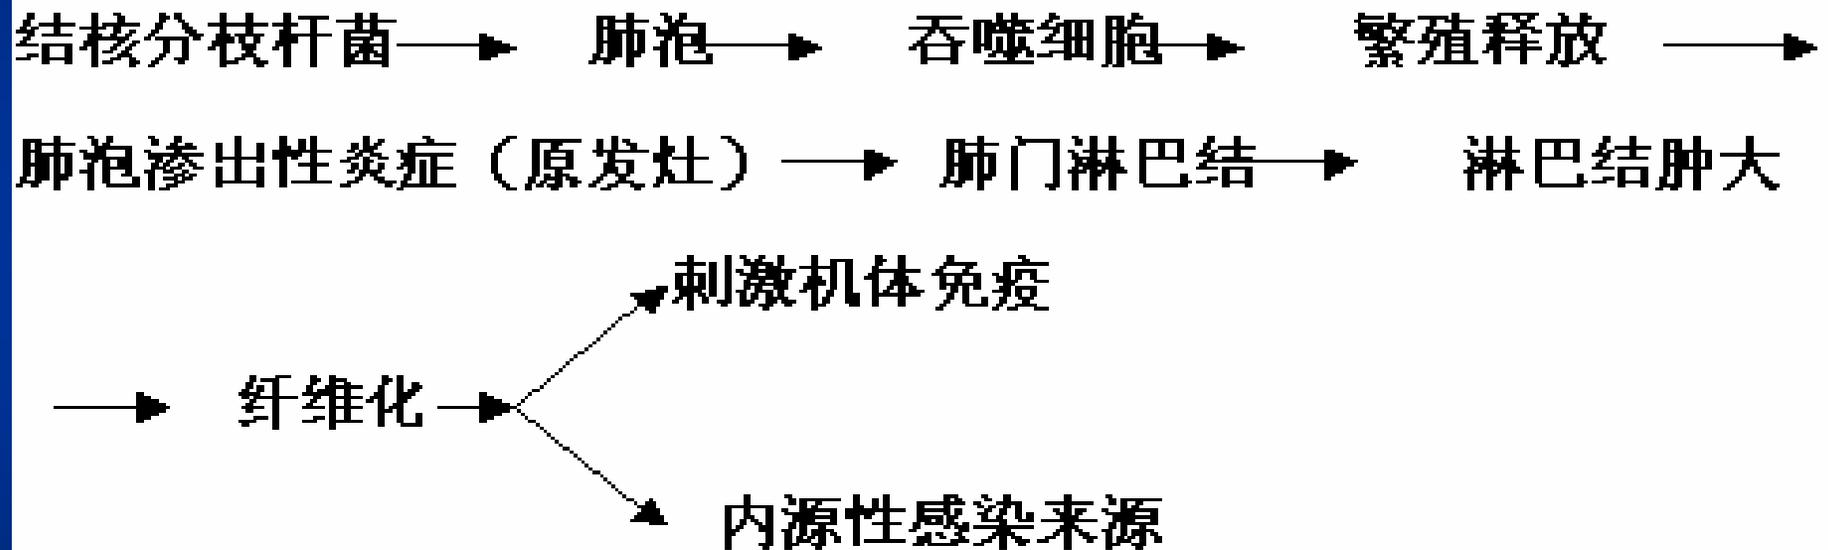 结核分枝杆菌 肺泡 吞噬细胞 繁殖释放
肺泡渗出性炎症（原发灶） 肺门淋巴结 淋巴结肿大
刺激机体免疫
纤维化
内源性感染来源